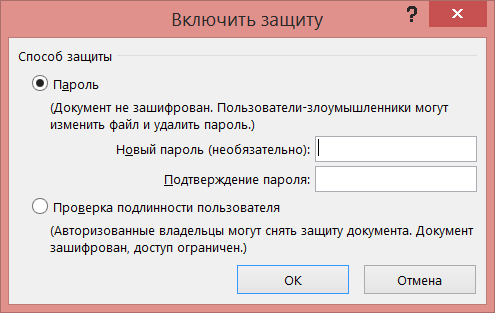 Включить защиту
?
Способ защиты
Пароль
(Документ не зашифрован. Пользователи-злоумышленники могут
изменить файл и удалить пароль.)
Новый пароль (необязательно):
Подтверждение пароля:
Проверка подлинности пользователя
(Авторизованные владельцы могут снять защиту документа. Документ
зашифрован, доступ ограничен.)
ОК
Отмена